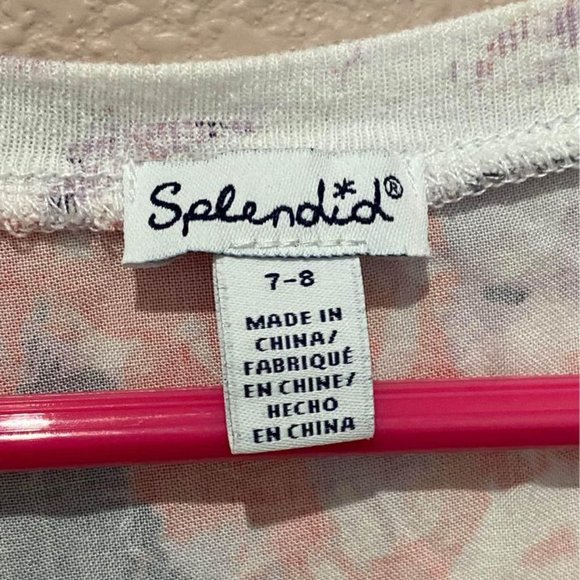 Splendid®
7-8
MADE IN
CHINA/
FABRIQUÉ
EN CHINE/
HECHO
EN CHINA